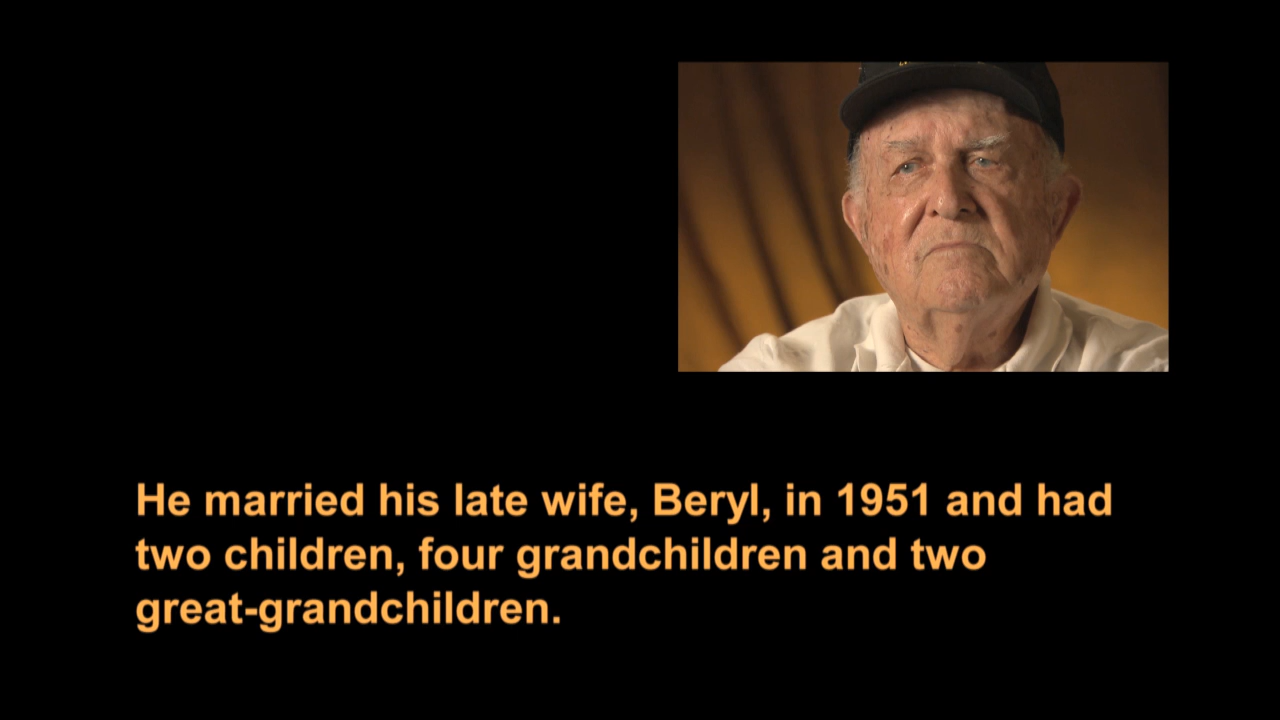 He married his late wife, Beryl, in 1951 and had
two children, four grandchildren and two
great-grandchildren.